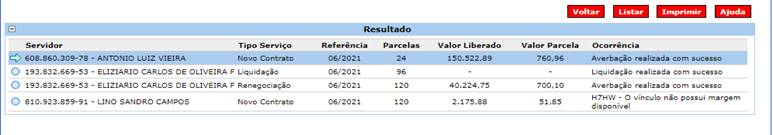 Voltar Listar Imprimir Ajuda
Resultado
Servidor Tipo Serviço Referência Parcelas Valor Liberado Valor Parcela Ocorrência
608.860.309-78 - ANTONIO LUIZ VIEIRA Novo Contrato 06/2021 24 150.522,89 760,96 Averbação realizada com sucesso
193.832.669-53 - ELIZIARIO CARLOS DE OLIVEIRA F Liquidação 06/2021 96 - - Liquidação realizada com sucesso
193.832.669-53 - ELIZIARIO CARLOS DE OLIVEIRA F Renegociação 06/2021 120 40.224,75 700,10 Averbação realizada com sucesso
810.923.859-91 - LINO SANDRO CAMPOS Novo Contrato 06/2021 120 2.175,88 51,85 H7HW - O vínculo não possui margem
disponível